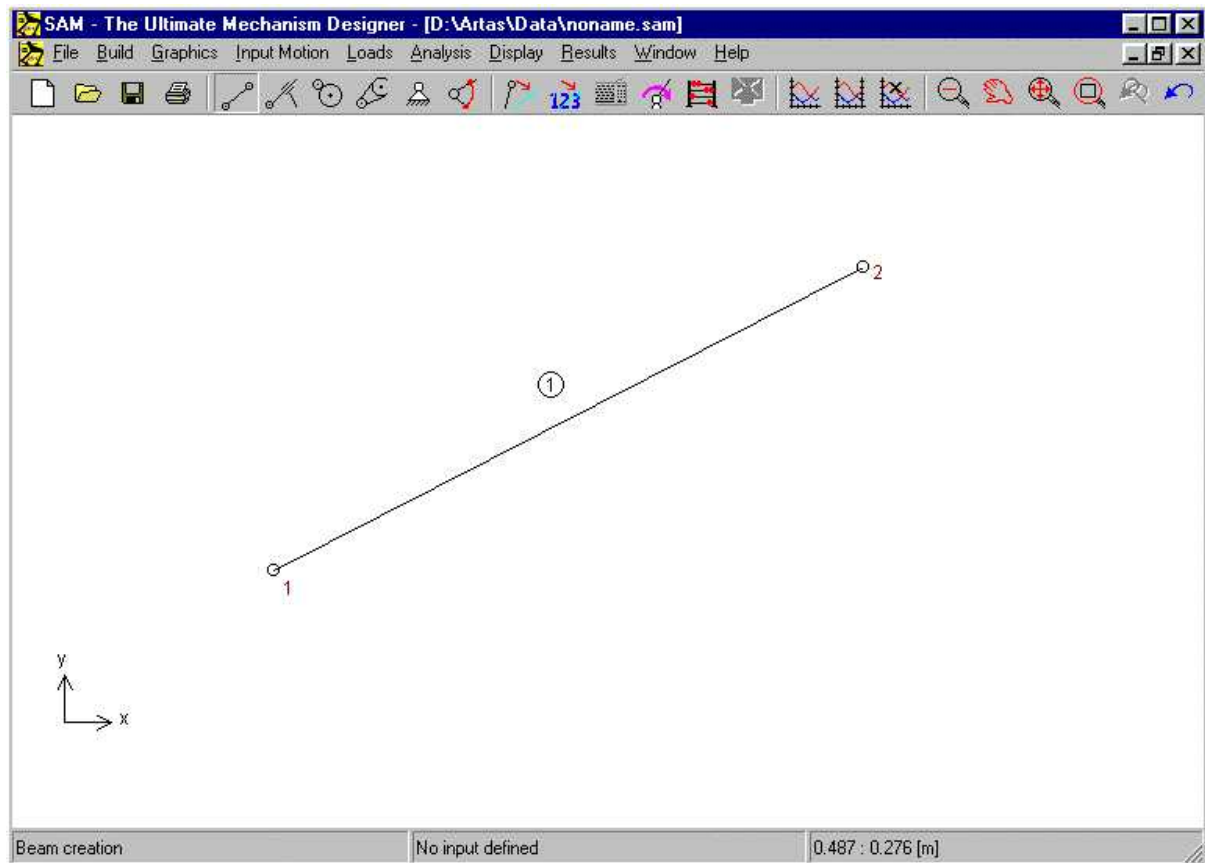 SAM - The Ultimate Mechanism Designer - [D:\Artas\Data\noname.sam]
File Build Graphics Input Motion Loads Analysis Display Results Window Help
123
2
1
1
y
x
Beam creation No input defined 0.487 : 0.276 [m]